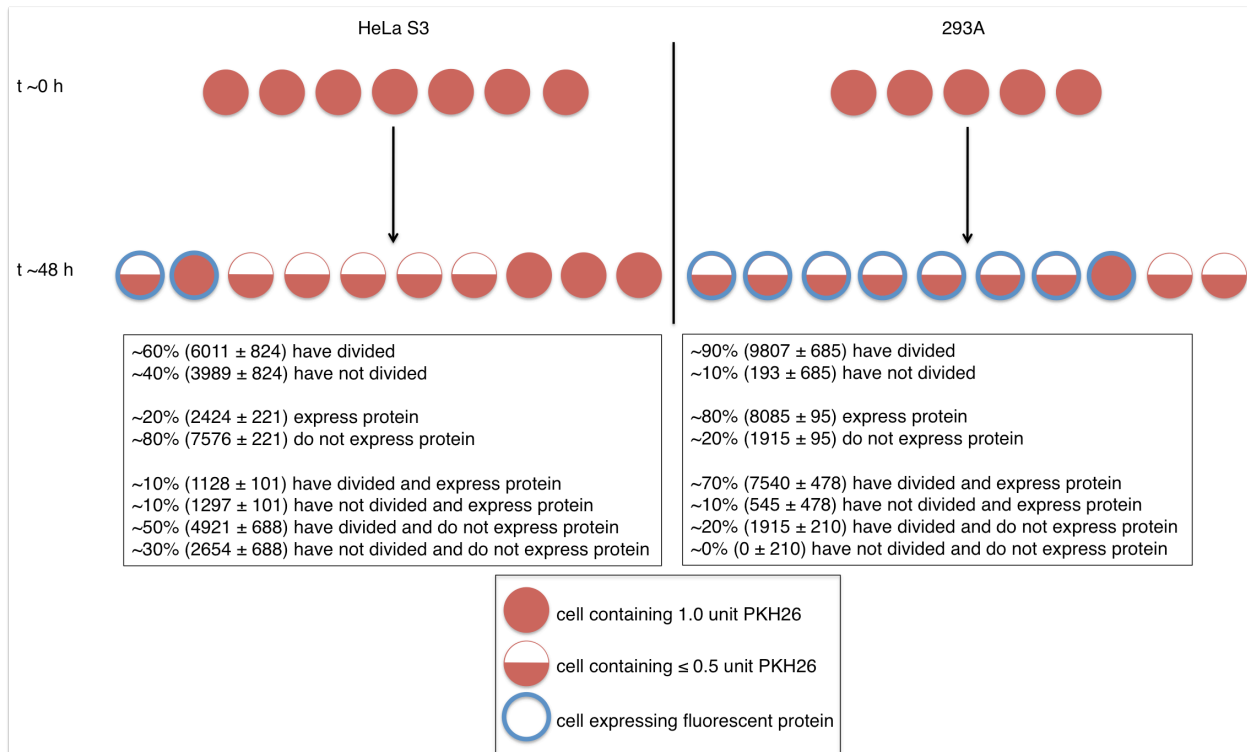 HeLa S3
293A
t ~0 h
t ~48 h
~60% (6011 ± 824) have divided
~40% (3989 ± 824) have not divided
~20% (2424 ± 221) express protein
~80% (7576 ± 221) do not express protein
~10% (1128 ± 101) have divided and express protein
~10% (1297 ± 101) have not divided and express protein
~50% (4921 ± 688) have divided and do not express protein
~30% (2654 ± 688) have not divided and do not express protein
~90% (9807 ± 685) have divided
~10% (193 ± 685) have not divided
~80% (8085 ± 95) express protein
~20% (1915 ± 95) do not express protein
~70% (7540 ± 478) have divided and express protein
~10% (545 ± 478) have not divided and express protein
~20% (1915 ± 210) have divided and do not express protein
~0% (0 ± 210) have not divided and do not express protein
cell containing 1.0 unit PKH26
cell containing ≤ 0.5 unit PKH26
cell expressing fluorescent protein